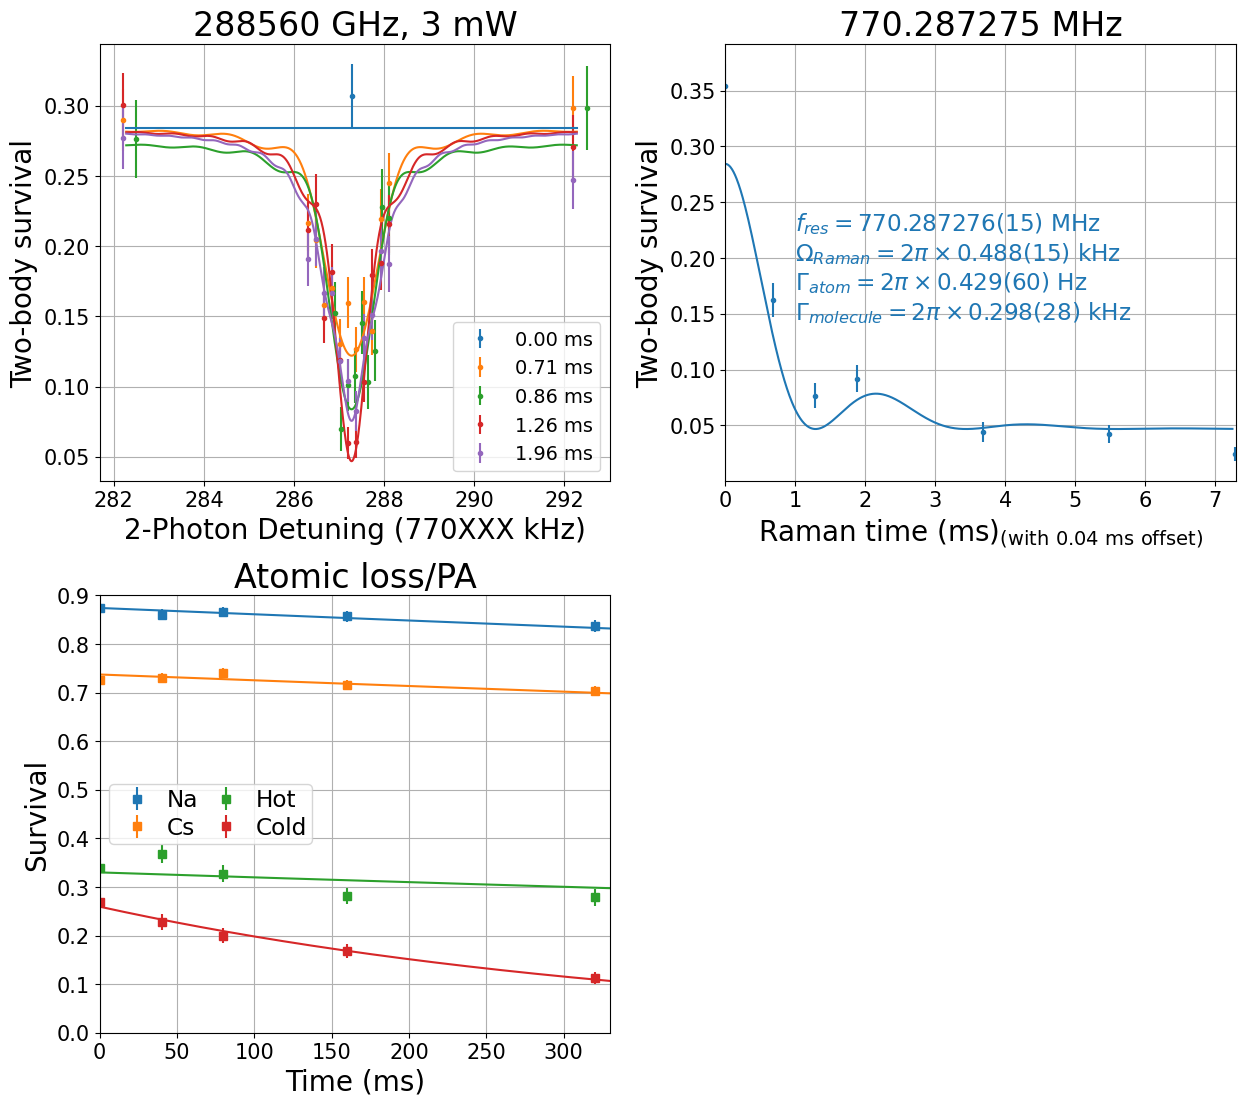 288560 GHz, 3 mW
Two-body survival
0.30
0.25
0.20
0.15
0.10
0.05
282 284 286 288 290 292
2-Photon Detuning (770XXX kHz)
0.00 ms
0.71 ms
0.86 ms
1.26 ms
1.96 ms
770.287275 MHz
Two-body survival
0.35
0.30
0.25
0.20
0.15
0.10
0.05
f_res = 770.287276(15) MHz
Ω_Raman = 2π × 0.488(15) kHz
Γ_atom = 2π × 0.429(60) Hz
Γ_molecule = 2π × 0.298(28) kHz
0 1 2 3 4 5 6 7
Raman time (ms)(with 0.04 ms offset)
Atomic loss/PA
Survival
0.9
0.8
0.7
0.6
0.5
0.4
0.3
0.2
0.1
0.0
Na Hot
Cs Cold
0 50 100 150 200 250 300
Time (ms)